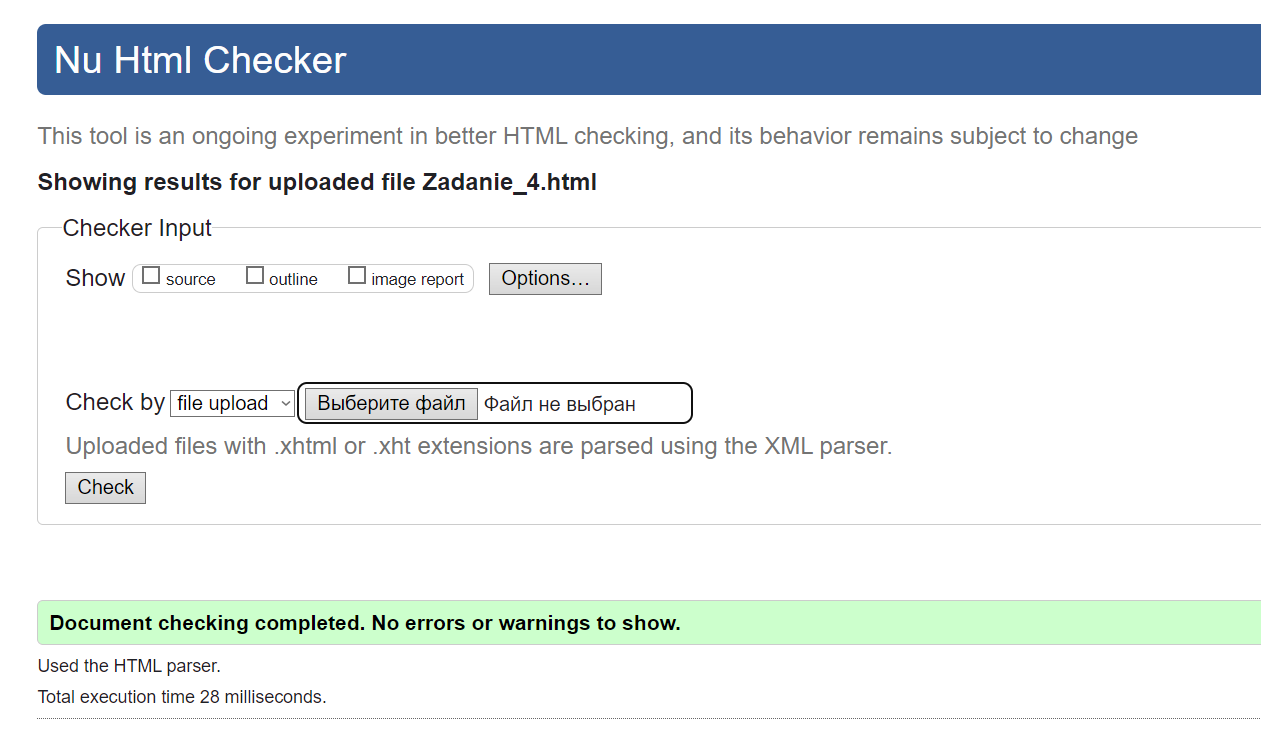 Nu Html Checker
This tool is an ongoing experiment in better HTML checking, and its behavior remains subject to change
Showing results for uploaded file Zadanie_4.html
Checker Input
Show source outline image report Options…
Check by file upload Выберите файл Файл не выбран
Uploaded files with .xhtml or .xht extensions are parsed using the XML parser.
Check
Document checking completed. No errors or warnings to show.
Used the HTML parser.
Total execution time 28 milliseconds.